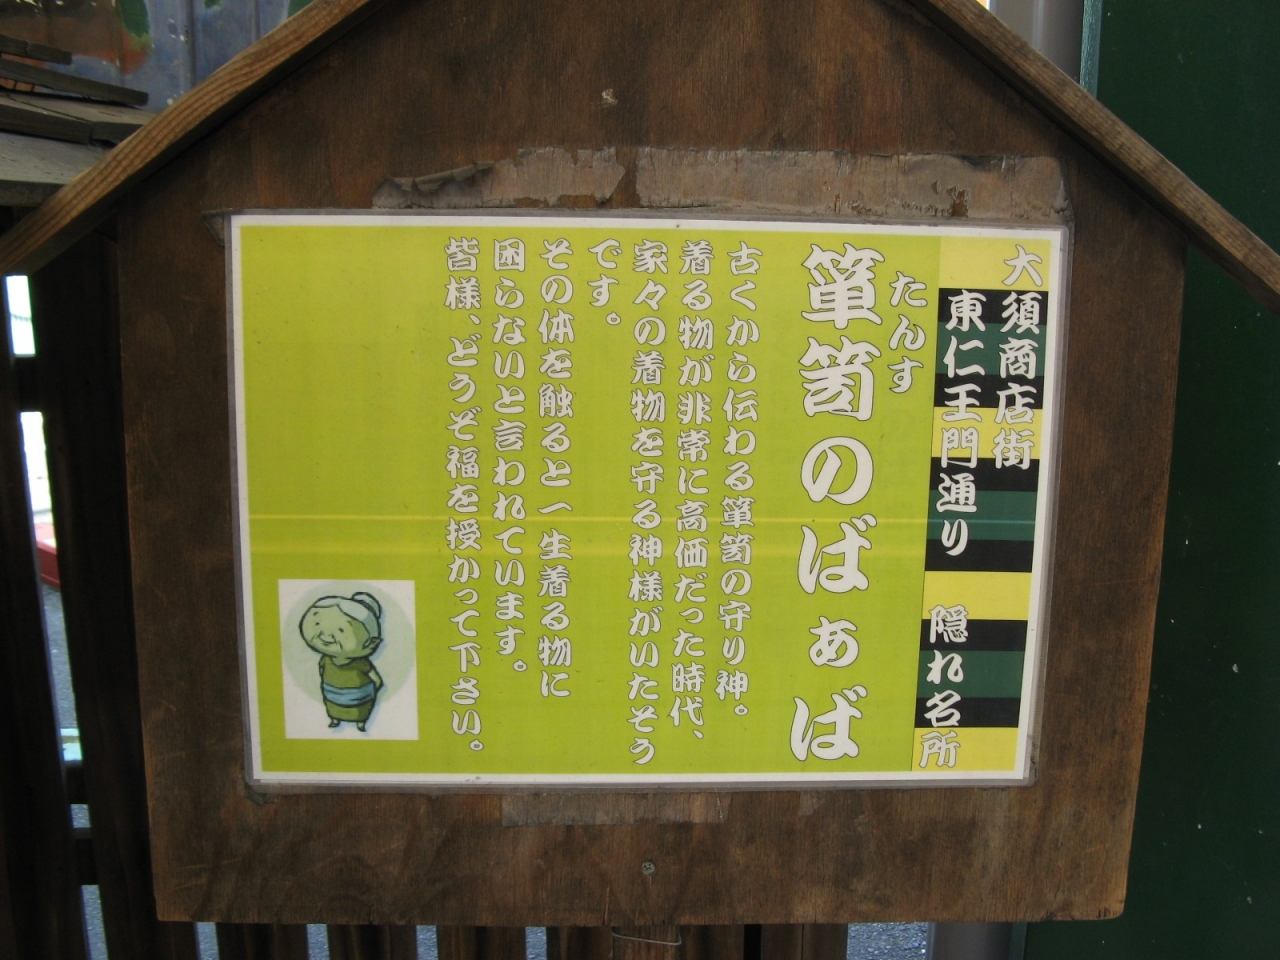 大須商店街
東仁王門通り 隠れ名所
たんす
箪笥のばぁば
古くから伝わる箪笥の守り神。
着る物が非常に高価だった時代、
家々の着物を守る神様がいたそう
です。
その体を触ると一生着る物に
困らないと言われています。
皆様、どうぞ福を授かって下さい。